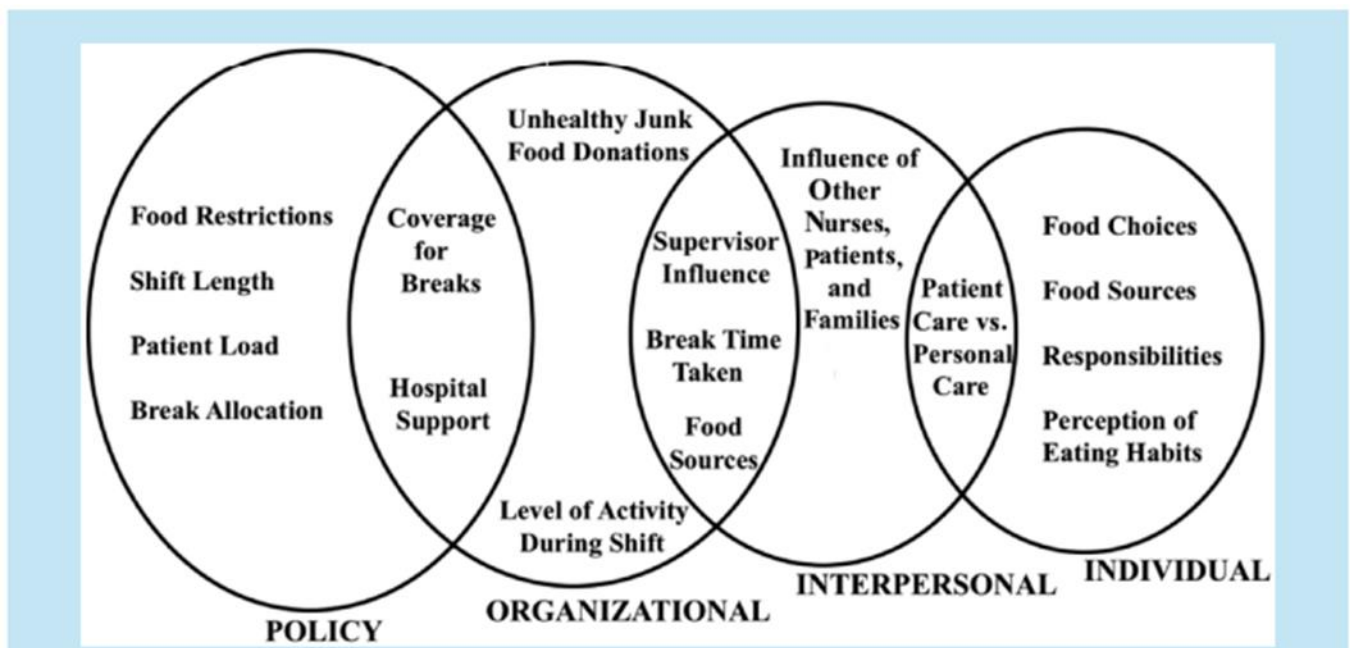 Food Restrictions
Shift Length
Patient Load
Break Allocation
Coverage
for
Breaks
Hospital
Support
Unhealthy Junk
Food Donations
Level of Activity
During Shift
Supervisor
Influence
Break Time
Taken
Food
Sources
Influence of
Other
Nurses,
patients,
and
Families
Patient
Care vs.
Personal
Care
Food Choices
Food Sources
Responsibilities
Perception of
Eating Habits
POLICY
ORGANIZATIONAL
INTERPERSONAL
INDIVIDUAL